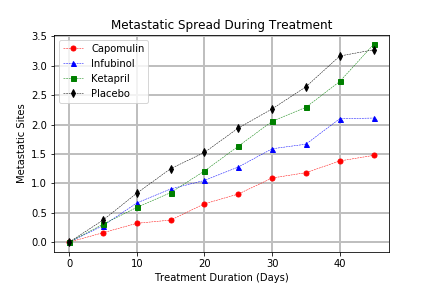 Metastatic Spread During Treatment
Capomulin
Infubinol
Ketapril
Placebo
Metastatic Sites
3.5
3.0
2.5
2.0
1.5
1.0
0.5
0.0
0
10
20
30
40
Treatment Duration (Days)